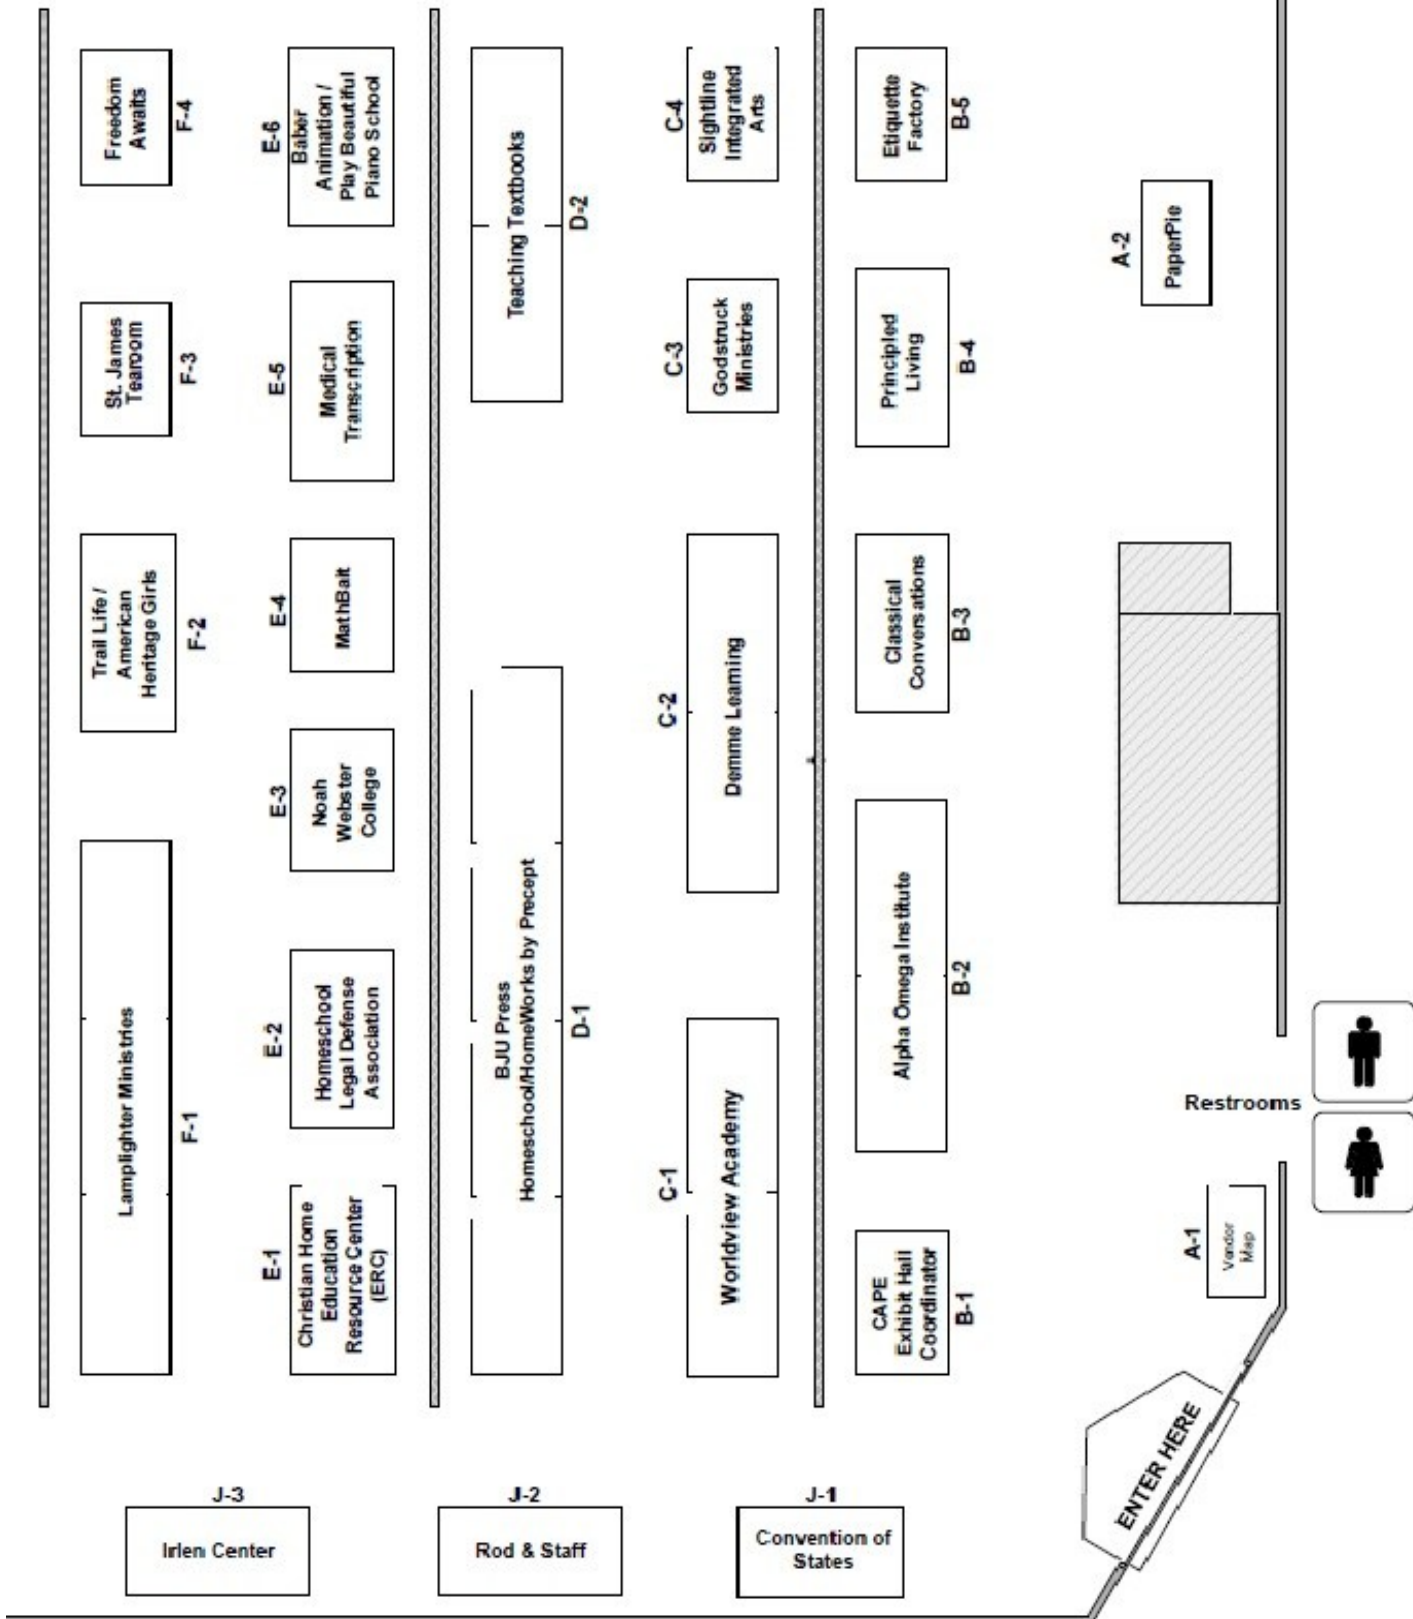 Freedom
Awaits
F-4
E-6
Baber
Animation /
Play Beautiful
Piano School
Teaching Textbooks
D-2
C-4
Sightline
Integrated
Arts
Etiquette
Factory
B-5
A-2
PaperPie
St. James
Tearoom
F-3
E-5
Medical
Transcription
C-3
Godstruck
Ministries
Principled
Living
B-4
Trail Life /
American
Heritage Girls
F-2
E-4
MathBait
C-2
Demme Learning
Classical
Conversations
B-3
E-3
Noah
Webster
College
Lamplighter Ministries
F-1
E-2
Homeschool
Legal Defense
Association
BJU Press
Homeschool/HomeWorks by Precept
D-1
Alpha Omega Institute
B-2
C-1
Worldview Academy
E-1
Christian Home
Education
Resource Center
(ERC)
CAPE
Exhibit Hall
Coordinator
B-1
Restrooms
A-1
Vendor
Map
ENTER HERE
J-3
Irlen Center
J-2
Rod & Staff
J-1
Convention of
States